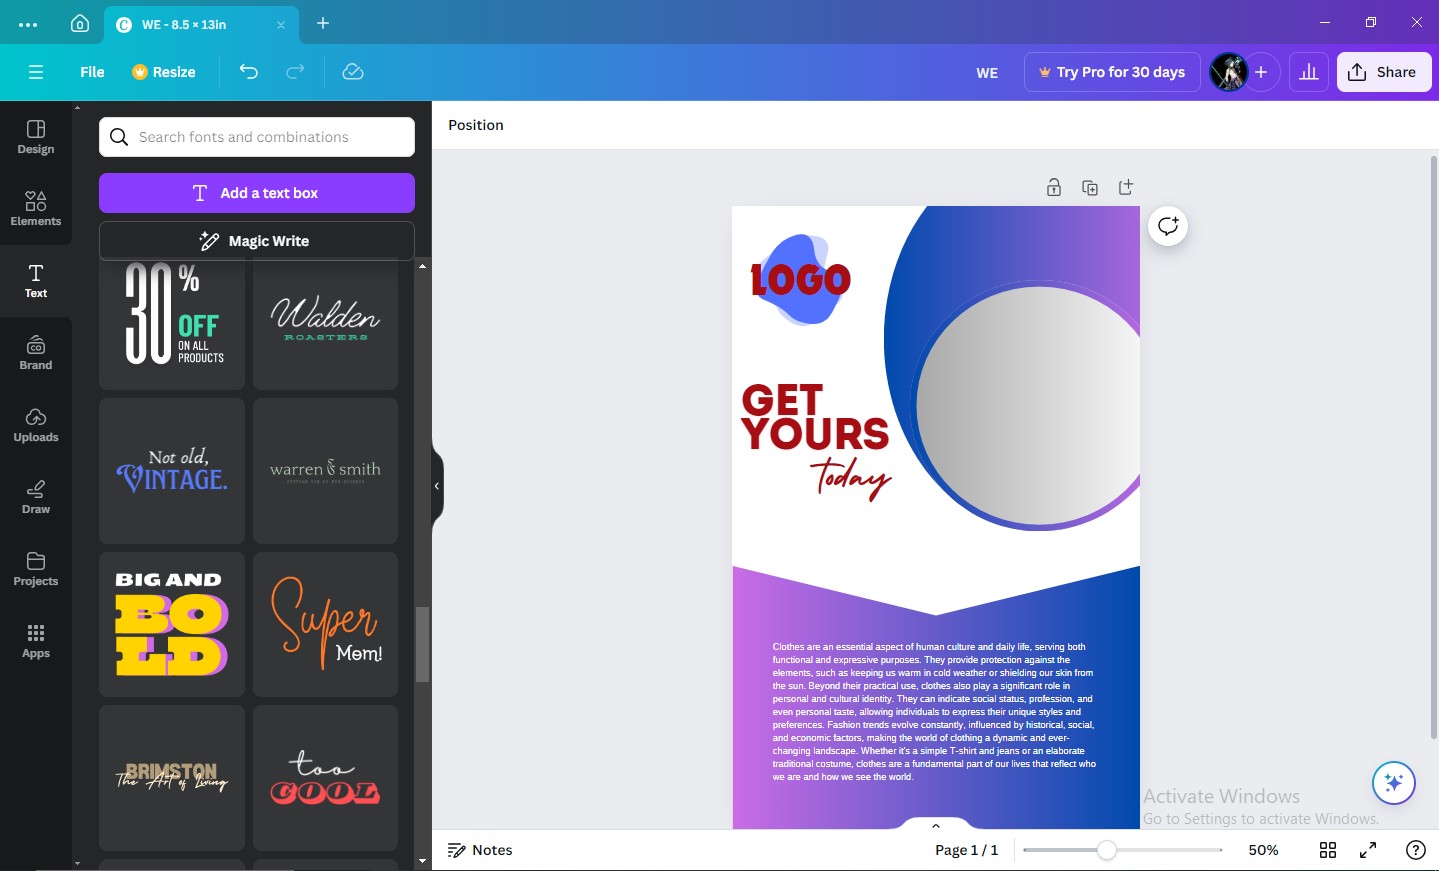 WE - 8.5 × 13in
File
Resize
WE
Try Pro for 30 days
Share
Design
Elements
Text
Brand
Uploads
Draw
Projects
Apps
Search fonts and combinations
Add a text box
Magic Write
30%
OFF
ON ALL
PRODUCTS
Walden
ROASTERS
Not old,
VINTAGE.
warren & smith
BIG AND
BO
LD
Super
Mom!
BRIMSTON
The Art of Living
too
COOL
Position
LOGO
GET
YOURS
today
Clothes are an essential aspect of human culture and daily life, serving both
functional and expressive purposes. They provide protection against the
elements, such as keeping us warm in cold weather or shielding our skin from
the sun. Beyond their practical use, clothes also play a significant role in
personal and cultural identity. They can indicate social status, profession, and
even personal taste, allowing individuals to express their unique styles and
preferences. Fashion trends evolve constantly, influenced by historical, social,
and economic factors, making the world of clothing a dynamic and ever-
changing landscape. Whether it's a simple T-shirt and jeans or an elaborate
traditional costume, clothes are a fundamental part of our lives that reflect who
we are and how we see the world.
Activate Windows
Go to Settings to activate Windows.
Notes
Page 1 / 1
50%